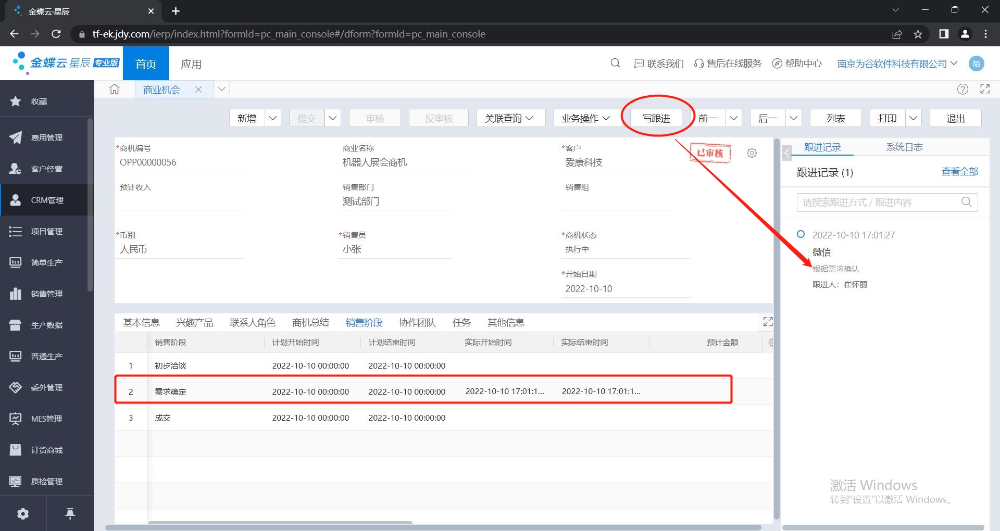 金蝶云·星辰
tf-ek.jdy.com/ierp/index.html?formId=pc_main_console#/dform?formId=pc_main_console
金蝶云 星辰 专业版
首页
应用
联系我们
售后在线服务
帮助中心
南京为谷软件科技有限公司
陌
收藏
费用管理
客户经营
CRM管理
项目管理
简单生产
销售管理
生产数据
普通生产
委外管理
MES管理
订货商城
质检管理
商业机会
新增
提交
审核
反审核
关联查询
业务操作
写跟进
前一
后一
列表
打印
退出
*商机编号
OPP00000056
商业名称
机器人展会商机
*客户
爱康科技
已审核
预计收入
销售部门
测试部门
销售组
*币别
人民币
*销售员
小张
*商机状态
执行中
*开始日期
2022-10-10
基本信息 兴趣产品 联系人角色 商机总结 销售阶段 协作团队 任务 其他信息
销售阶段 计划开始时间 计划结束时间 实际开始时间 实际结束时间 预计金额
1 初步洽谈 2022-10-10 00:00:00 2022-10-10 00:00:00
2 需求确定 2022-10-10 00:00:00 2022-10-10 00:00:00 2022-10-10 17:01:1... 2022-10-10 17:01:1...
3 成交 2022-10-10 00:00:00 2022-10-10 00:00:00
跟进记录
系统日志
跟进记录 (1)
查看全部
请搜索跟进方式 / 跟进内容
2022-10-10 17:01:27
微信
根据需求确认
跟进人：崔怀丽
激活 Windows
转到"设置"以激活 Windows。